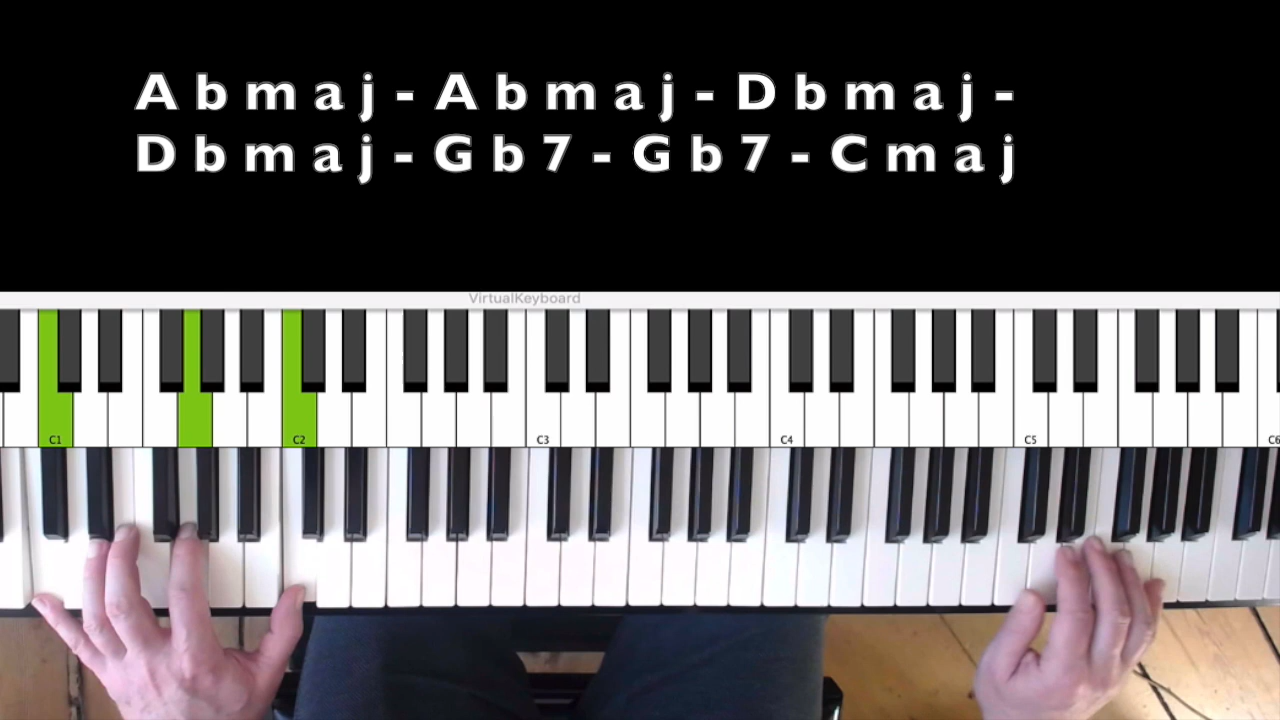 Abmaj - Abmaj - Dbmaj -
Dbmaj - Gb7 - Gb7 - Cmaj
VirtualKeyboard
C1 C2 C3 C4 C5 C6